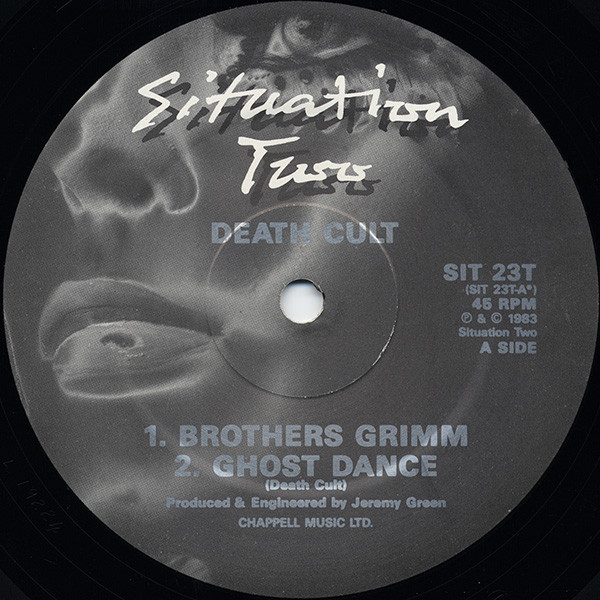 Situation
Two
DEATH CULT
SIT 23T
(SIT 23T-A*)
45 RPM
℗ & © 1983
Situation Two
A SIDE
1. BROTHERS GRIMM
2. GHOST DANCE
(Death Cult)
Produced & Engineered by Jeremy Green
CHAPPELL MUSIC LTD.